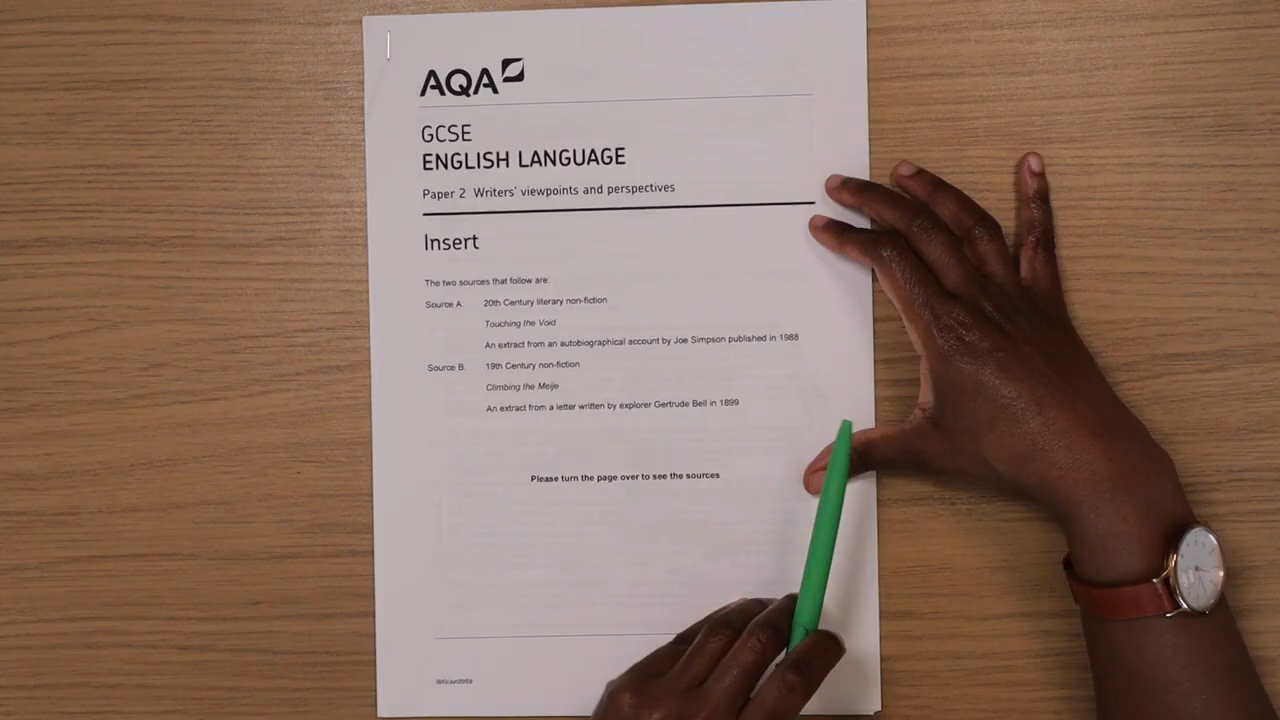 AQA
GCSE
ENGLISH LANGUAGE
Paper 2 Writers' viewpoints and perspectives
Insert
The two sources that follow are:
Source A: 20th Century literary non-fiction
Touching the Void
An extract from an autobiographical account by Joe Simpson published in 1988
Source B: 19th Century non-fiction
Climbing the Meije
An extract from a letter written by explorer Gertrude Bell in 1899
Please turn the page over to see the sources